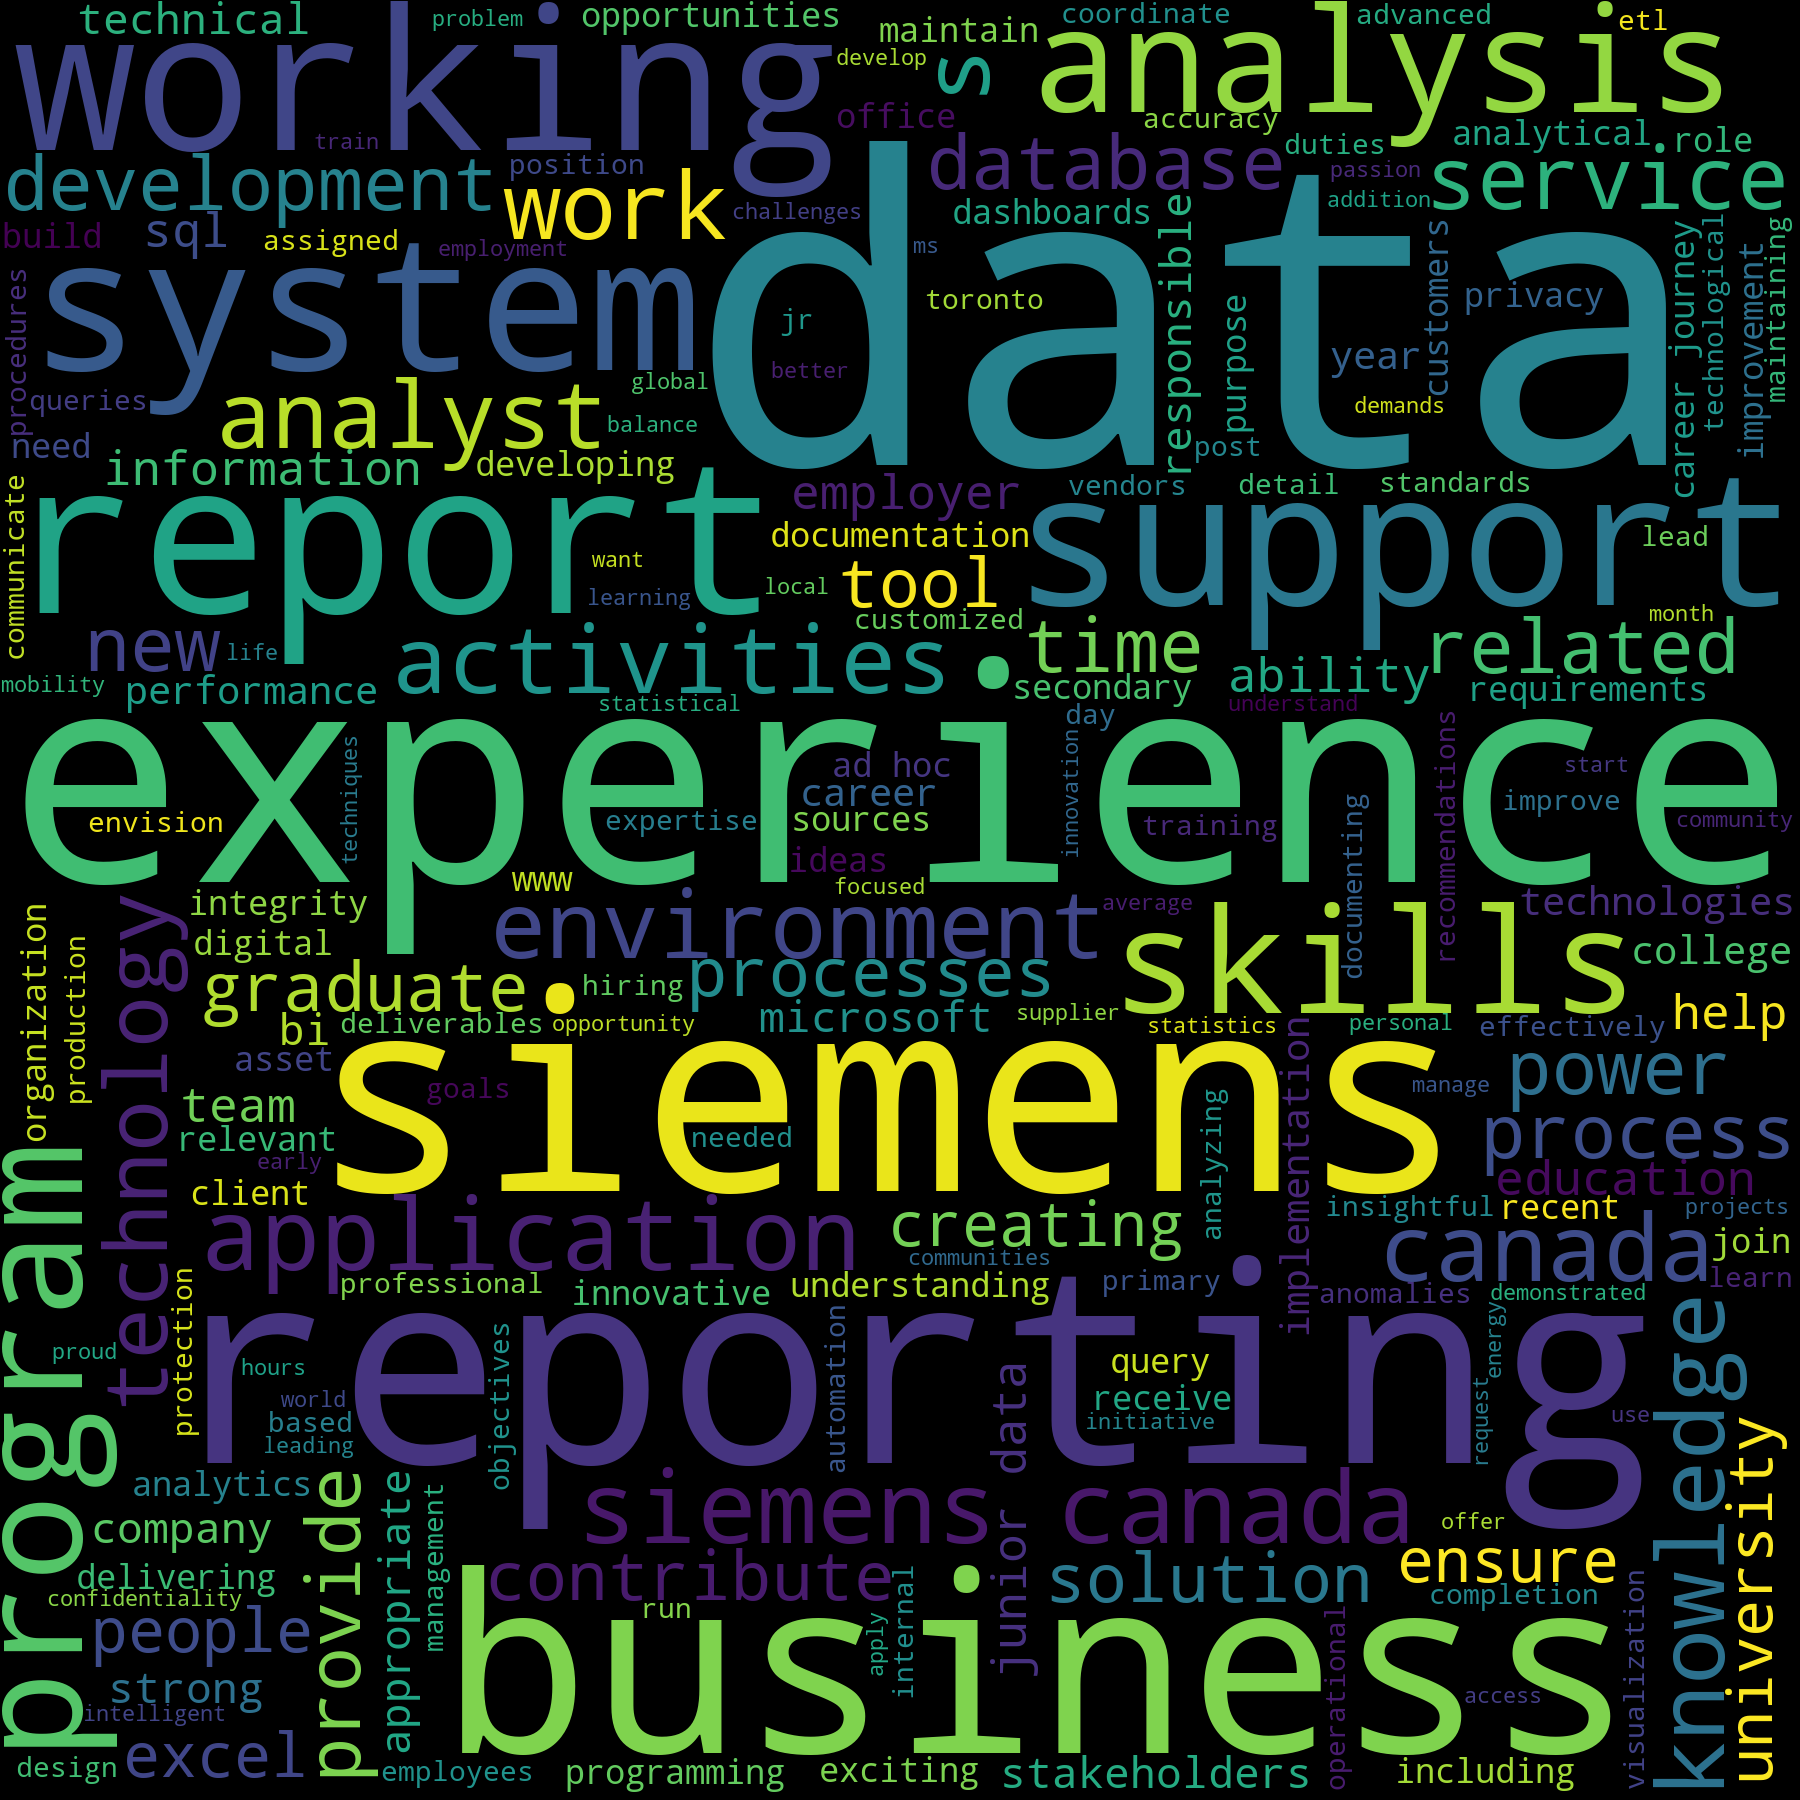 technical
problem
opportunities
coordinate
advanced
etl
working
maintain
develop
s
analysis
office
accuracy
train
duties
analytical
role
development
position
work
database
service
passion
addition
build
sql
assigned
employment
challenges
dashboards
responsible
customers
career journey
technological
improvement
maintaining
system
data
ms
toronto
jr
purpose
privacy
procedures
queries
analyst
global
better
year
balance
demands
need
information
developing
post
communicate
report
employer
vendors
detail
standards
documentation
support
lead
want
tool
learning
local
customized
month
new
life
activities
time
related
mobility
performance
secondary
ability
requirements
statistical
day
understand
experience
techniques
ad hoc
innovation
recommendations
start
career
improve
envision
expertise
sources
training
documenting
community
ideas
www
focused
integrity
environment
average
skills
technologies
organization
production
technology
digital
college
graduate
hiring
processes
bi
deliverables
opportunity
microsoft
supplier
statistics
personal
effectively
help
asset
siemens
implementation
power
goals
manage
team
analyzing
relevant
needed
process
early
education
client
insightful
recent
projects
program
application
creating
canada
join
communities
learn
professional
innovative
understanding
primary
anomalies
demonstrated
protection
reporting
energy
knowledge
proud
hours
objectives
automation
junior data
query
world
receive
based
initiative
request
use
leading
university
analytics
provide
appropriate
management
siemens canada
company
offer
delivering
contribute
internal
solution
ensure
confidentiality
completion
people
run
apply
operational
visualization
business
strong
access
intelligent
excel
design
employees
programming
exciting
stakeholders
including